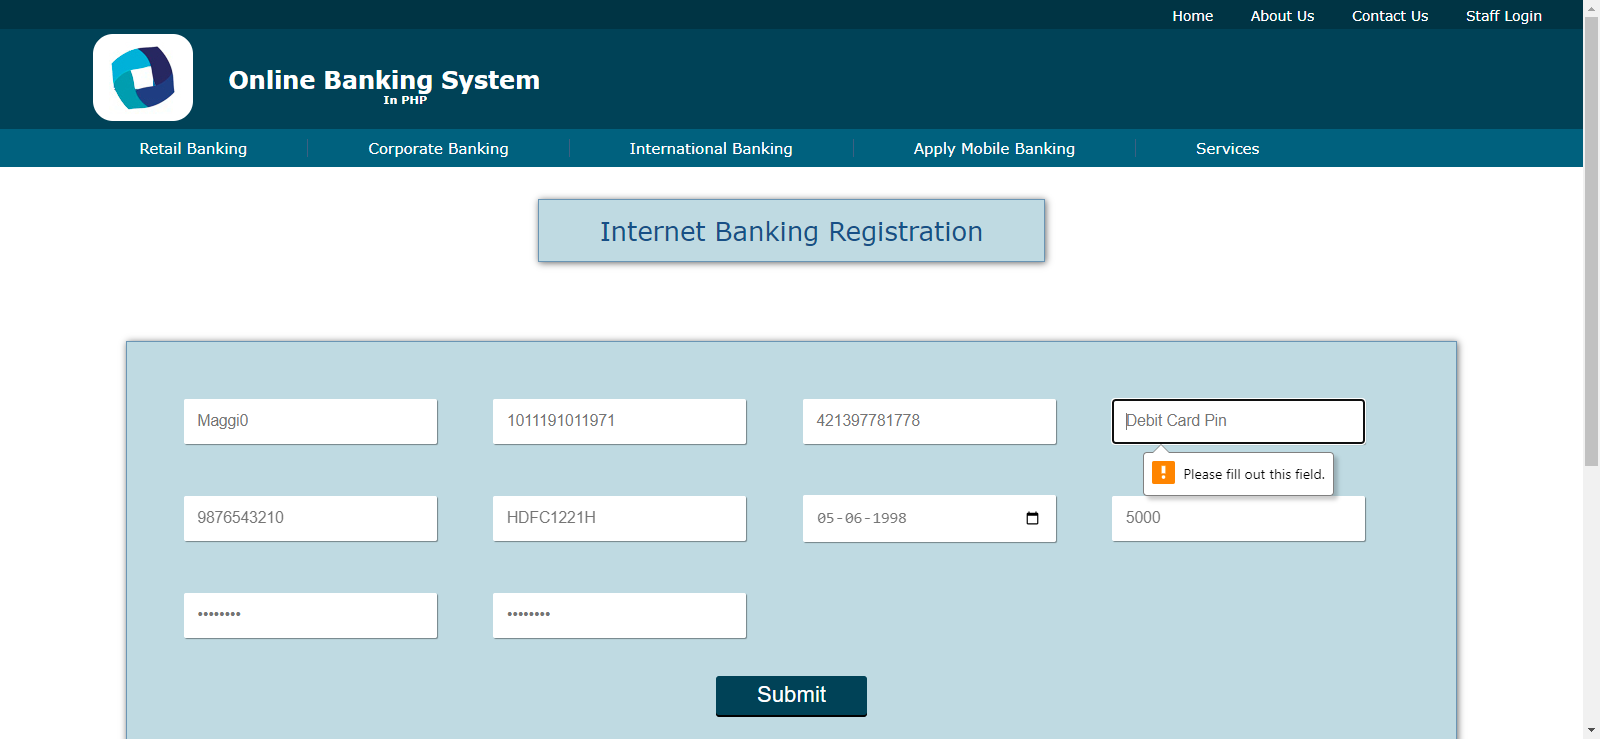 Home About Us Contact Us Staff Login
Online Banking System
In PHP
Retail Banking Corporate Banking International Banking Apply Mobile Banking Services
Internet Banking Registration
Maggi0 1011191011971 421397781778 Debit Card Pin
Please fill out this field.
9876543210 HDFC1221H 05-06-1998 5000
•••••••• ••••••••
Submit